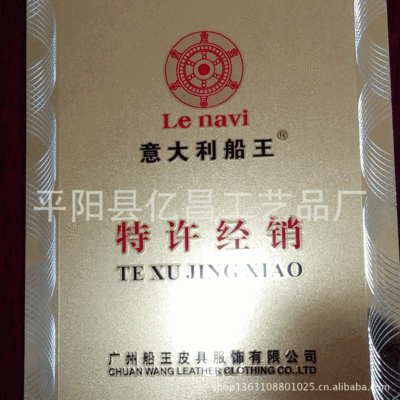 Le navi
意大利船王®
平阳县亿昌工艺品厂
特许经销
TE XU JING XIAO
广州船王皮具服饰有限公司
CHUAN WANG LEATHER CLOTHING CO.,LTD
shop1363108801025.cn.alibaba.com